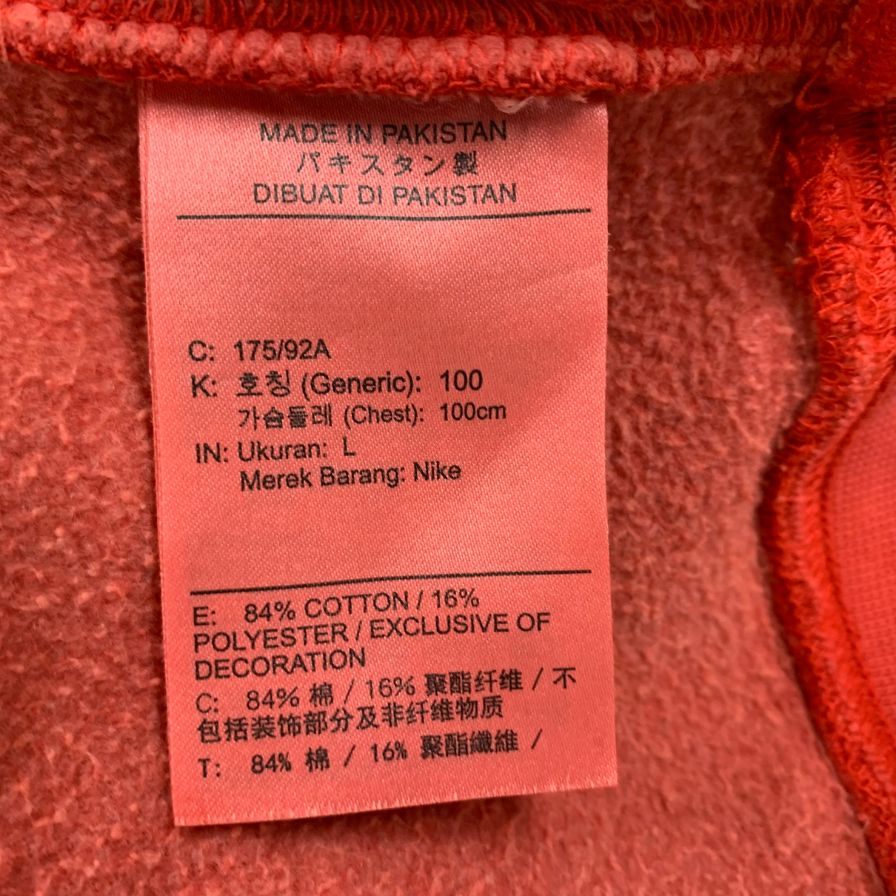 MADE IN PAKISTAN
パキスタン製
DIBUAT DI PAKISTAN
C: 175/92A
K: 호칭 (Generic): 100
가슴둘레 (Chest): 100cm
IN: Ukuran: L
Merek Barang: Nike
E: 84% COTTON / 16%
POLYESTER / EXCLUSIVE OF
DECORATION
C: 84% 棉 / 16% 聚酯纤维 / 不
包括装饰部分及非纤维物质
T: 84% 棉 / 16% 聚酯纖維 /